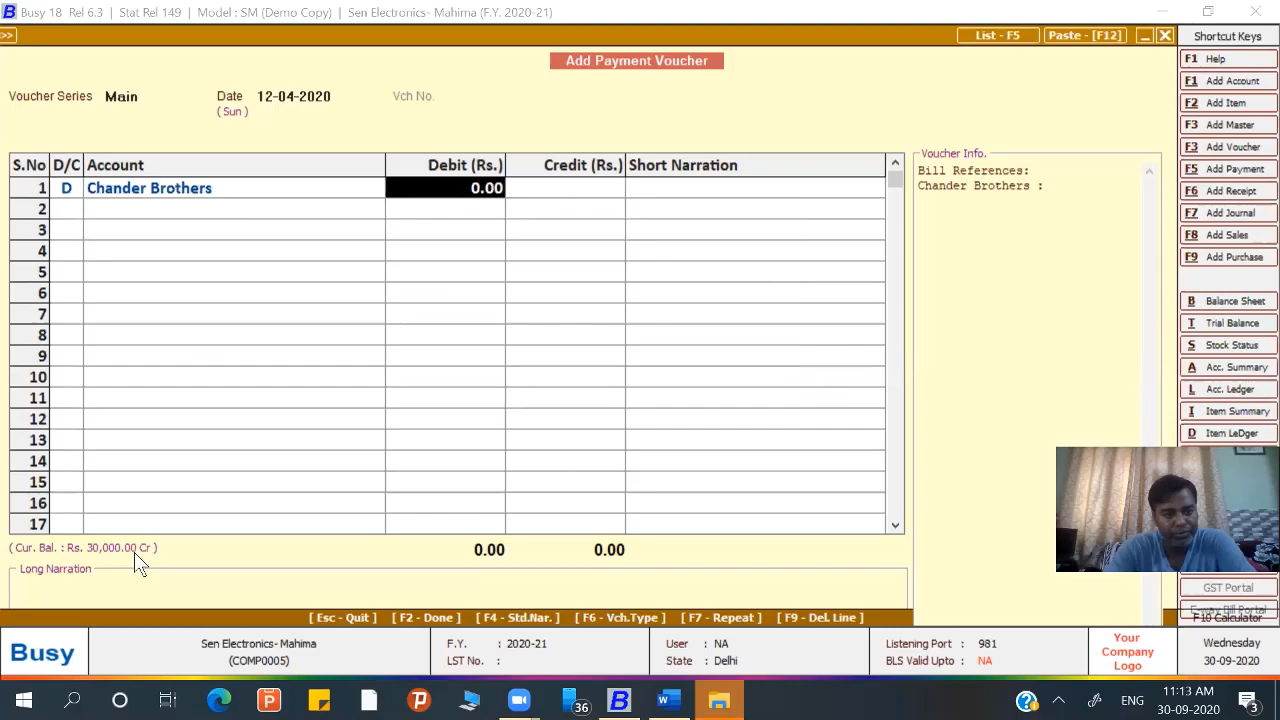 Busy 18 Rel 6.3 | Stat Rel 149 | Model : SM (Demo Copy) | Sen Electronics- Mahima (F.Y. 2020-21)
>> List - F5 Paste - [F12]
Shortcut Keys
Add Payment Voucher
Voucher Series Main Date 12-04-2020 Vch No.
( Sun )
S.No D/C Account Debit (Rs.) Credit (Rs.) Short Narration
1 D Chander Brothers 0.00
2
3
4
5
6
7
8
9
10
11
12
13
14
15
16
17
( Cur. Bal. : Rs. 30,000.00 Cr ) 0.00 0.00
Long Narration
Voucher Info.
Bill References:
Chander Brothers :
F1 Help
F1 Add Account
F2 Add Item
F3 Add Master
F3 Add Voucher
F5 Add Payment
F6 Add Receipt
F7 Add Journal
F8 Add Sales
F9 Add Purchase
B Balance Sheet
T Trial Balance
S Stock Status
A Acc. Summary
L Acc. Ledger
I Item Summary
D Item LeDger
GST Portal
E-way Bill Portal
F10 Calculator
[ Esc - Quit ] [ F2 - Done ] [ F4 - Std.Nar. ] [ F6 - Vch.Type ] [ F7 - Repeat ] [ F9 - Del. Line ]
Busy
Sen Electronics- Mahima
(COMP0005)
F.Y. : 2020-21
LST No. :
User : NA
State : Delhi
Listening Port : 981
BLS Valid Upto : NA
Your
Company
Logo
Wednesday
30-09-2020
36
ENG
11:13 AM
30-09-2020
3